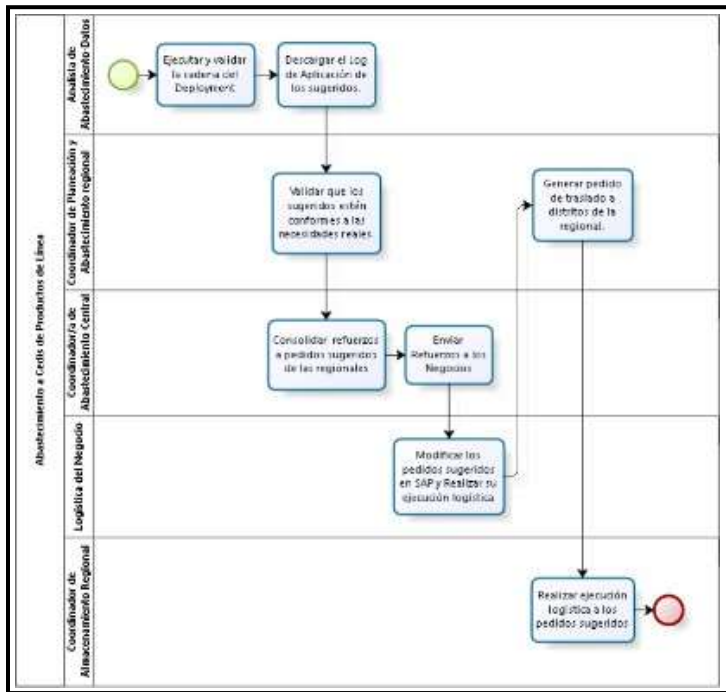 Abastecimiento a Cedis de Productos de Línea
Analista de
Abastecimiento-Datos
Ejecutar y validar
la cadena del
Deployment
Descargar el Log
de Aplicación de
los sugeridos.
Coordinador de Planeación y
Abastecimiento regional
Validar que los
sugeridos estén
conformes a las
necesidades reales
Generar pedido
de traslado a
distritos de la
regional.
Coordinador/a de
Abastecimiento Central
Consolidar refuerzos
a pedidos sugeridos
de las regionales
Enviar
Refuerzos a los
Negocios
Logística del Negocio
Modificar los
pedidos sugeridos
en SAP y Realizar su
ejecución logística
Coordinador de
Almacenamiento Regional
Realizar ejecución
logística a los
pedidos sugeridos